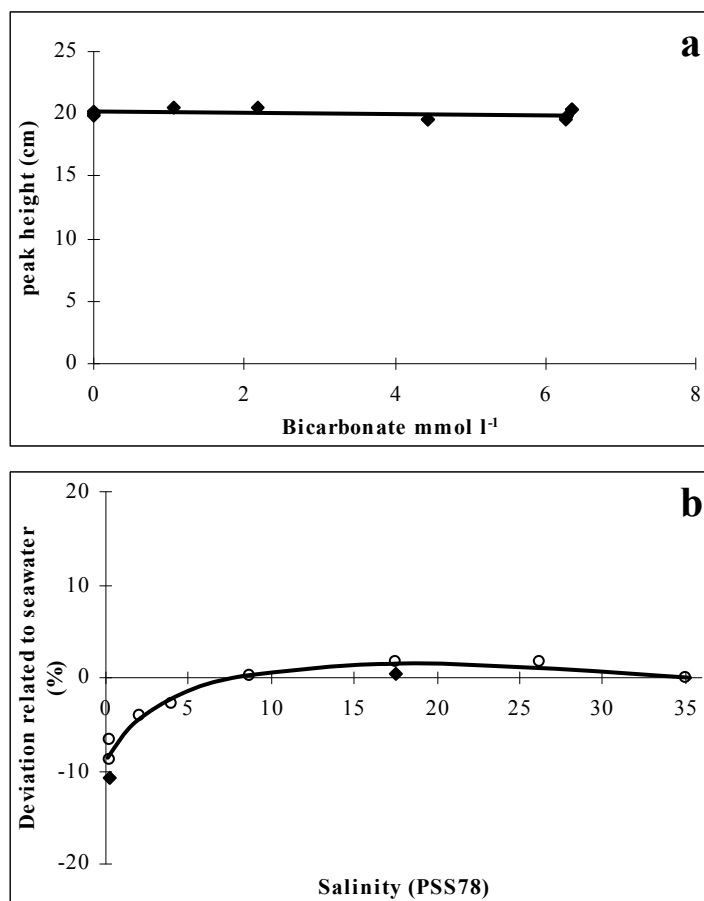 a
25
20
15
10
5
0
peak height (cm)
0 2 4 6 8
Bicarbonate mmol l-1
b
20
10
0
-10
-20
Deviation related to seawater
(%)
0 5 10 15 20 25 30 35
Salinity (PSS78)